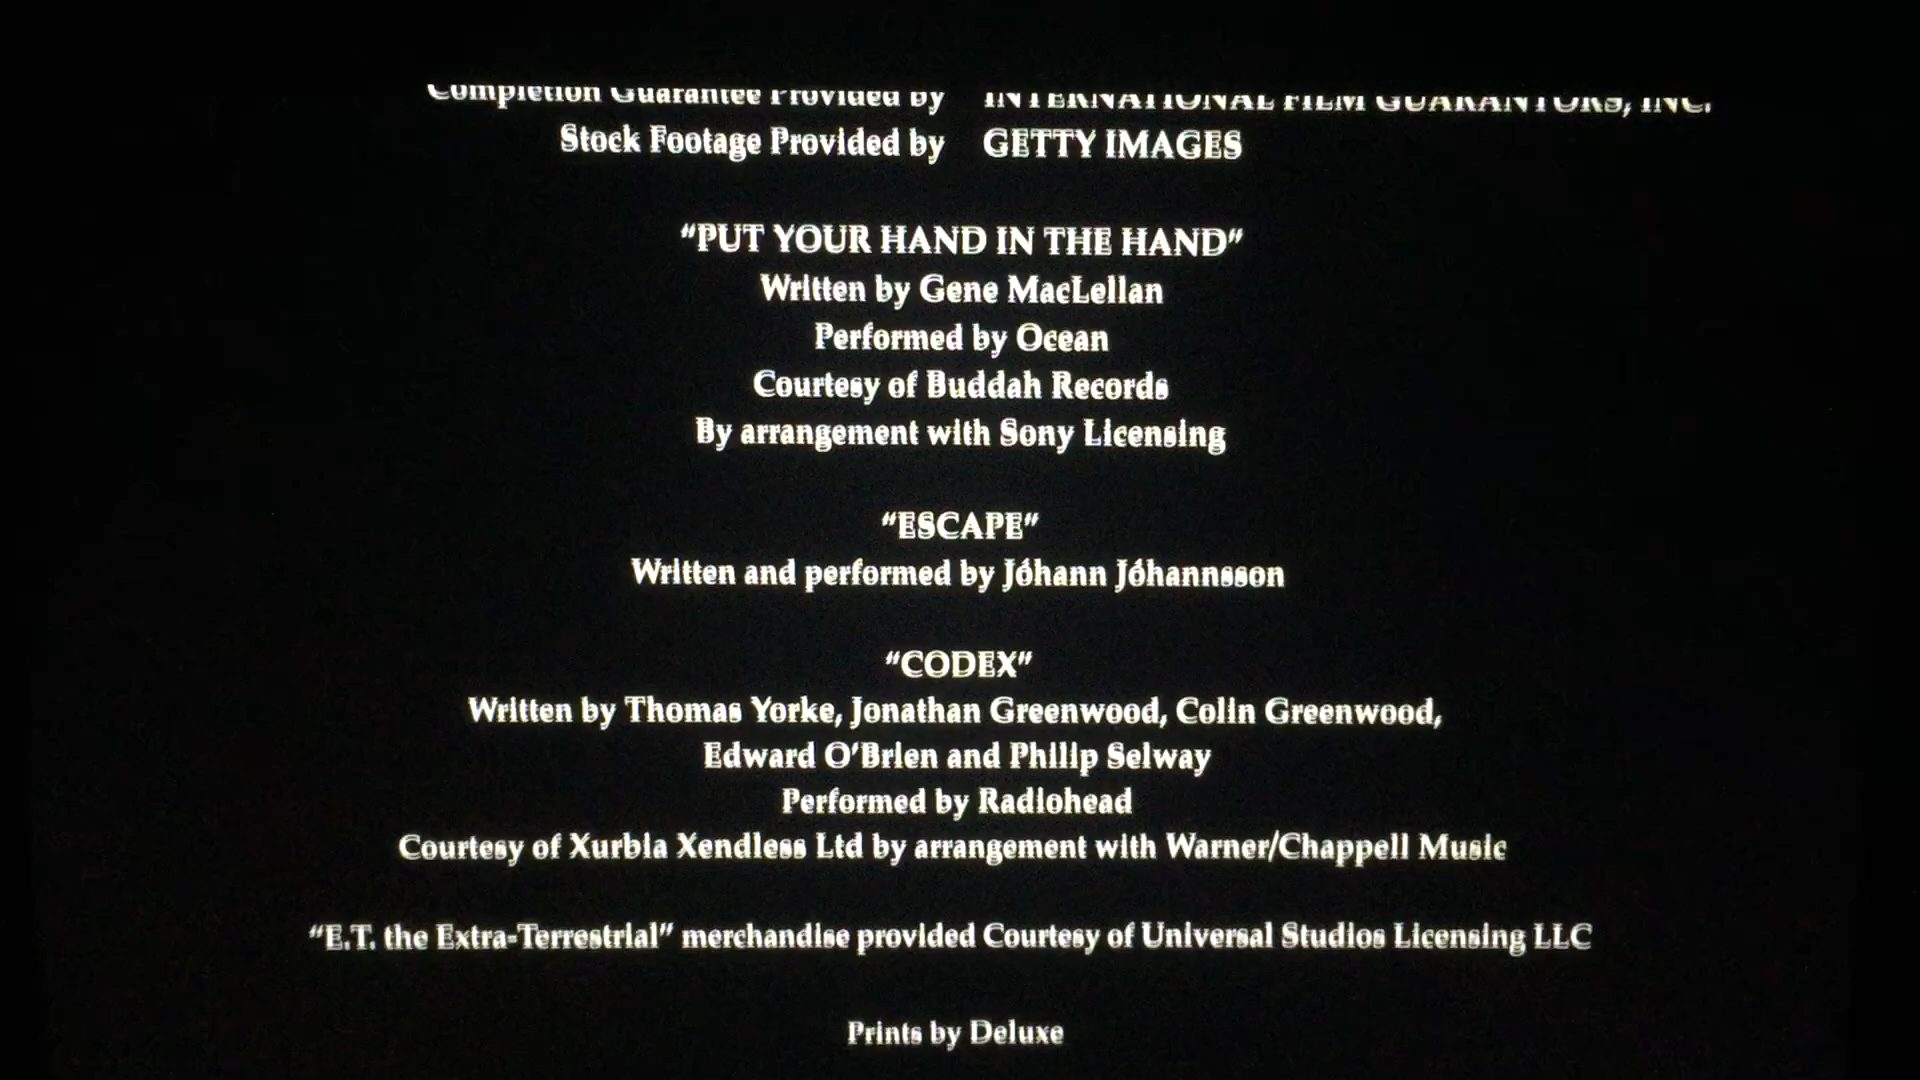 Completion Guarantee Provided by INTERNATIONAL FILM GUARANTORS, INC.
Stock Footage Provided by GETTY IMAGES
“PUT YOUR HAND IN THE HAND”
Written by Gene MacLellan
Performed by Ocean
Courtesy of Buddah Records
By arrangement with Sony Licensing
“ESCAPE”
Written and performed by Jóhann Jóhannsson
“CODEX”
Written by Thomas Yorke, Jonathan Greenwood, Colin Greenwood,
Edward O’Brien and Philip Selway
Performed by Radiohead
Courtesy of Xurbia Xendless Ltd by arrangement with Warner/Chappell Music
“E.T. the Extra-Terrestrial” merchandise provided Courtesy of Universal Studios Licensing LLC
Prints by Deluxe